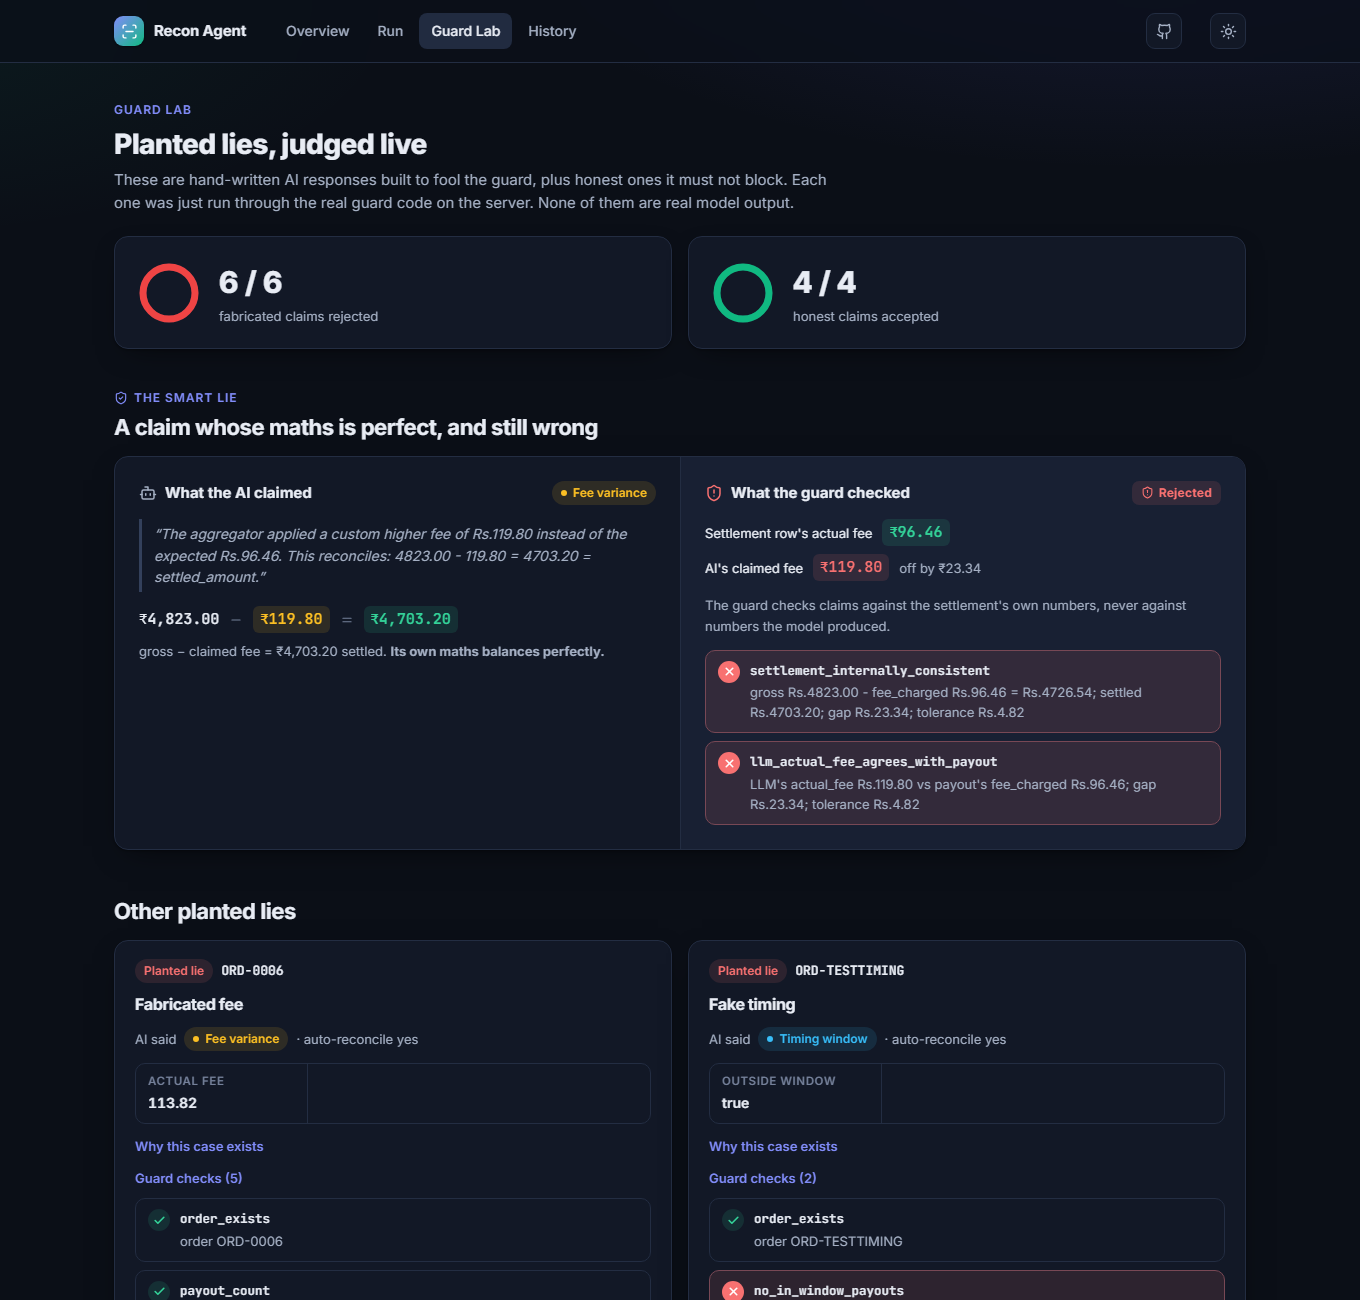 Recon Agent
Overview
Run
Guard Lab
History
GUARD LAB
Planted lies, judged live
These are hand-written AI responses built to fool the guard, plus honest ones it must not block. Each
one was just run through the real guard code on the server. None of them are real model output.
6 / 6
fabricated claims rejected
4 / 4
honest claims accepted
THE SMART LIE
A claim whose maths is perfect, and still wrong
What the AI claimed
Fee variance
“The aggregator applied a custom higher fee of Rs.119.80 instead of the
expected Rs.96.46. This reconciles: 4823.00 - 119.80 = 4703.20 =
settled_amount.”
₹4,823.00 − ₹119.80 = ₹4,703.20
gross − claimed fee = ₹4,703.20 settled. Its own maths balances perfectly.
What the guard checked
Rejected
Settlement row's actual fee ₹96.46
AI's claimed fee ₹119.80 off by ₹23.34
The guard checks claims against the settlement's own numbers, never against
numbers the model produced.
settlement_internally_consistent
gross Rs.4823.00 - fee_charged Rs.96.46 = Rs.4726.54; settled
Rs.4703.20; gap Rs.23.34; tolerance Rs.4.82
llm_actual_fee_agrees_with_payout
LLM's actual_fee Rs.119.80 vs payout's fee_charged Rs.96.46; gap
Rs.23.34; tolerance Rs.4.82
Other planted lies
Planted lie ORD-0006
Fabricated fee
AI said Fee variance · auto-reconcile yes
ACTUAL FEE
113.82
Why this case exists
Guard checks (5)
order_exists
order ORD-0006
payout_count
Planted lie ORD-TESTTIMING
Fake timing
AI said Timing window · auto-reconcile yes
OUTSIDE WINDOW
true
Why this case exists
Guard checks (2)
order_exists
order ORD-TESTTIMING
no_in_window_payouts